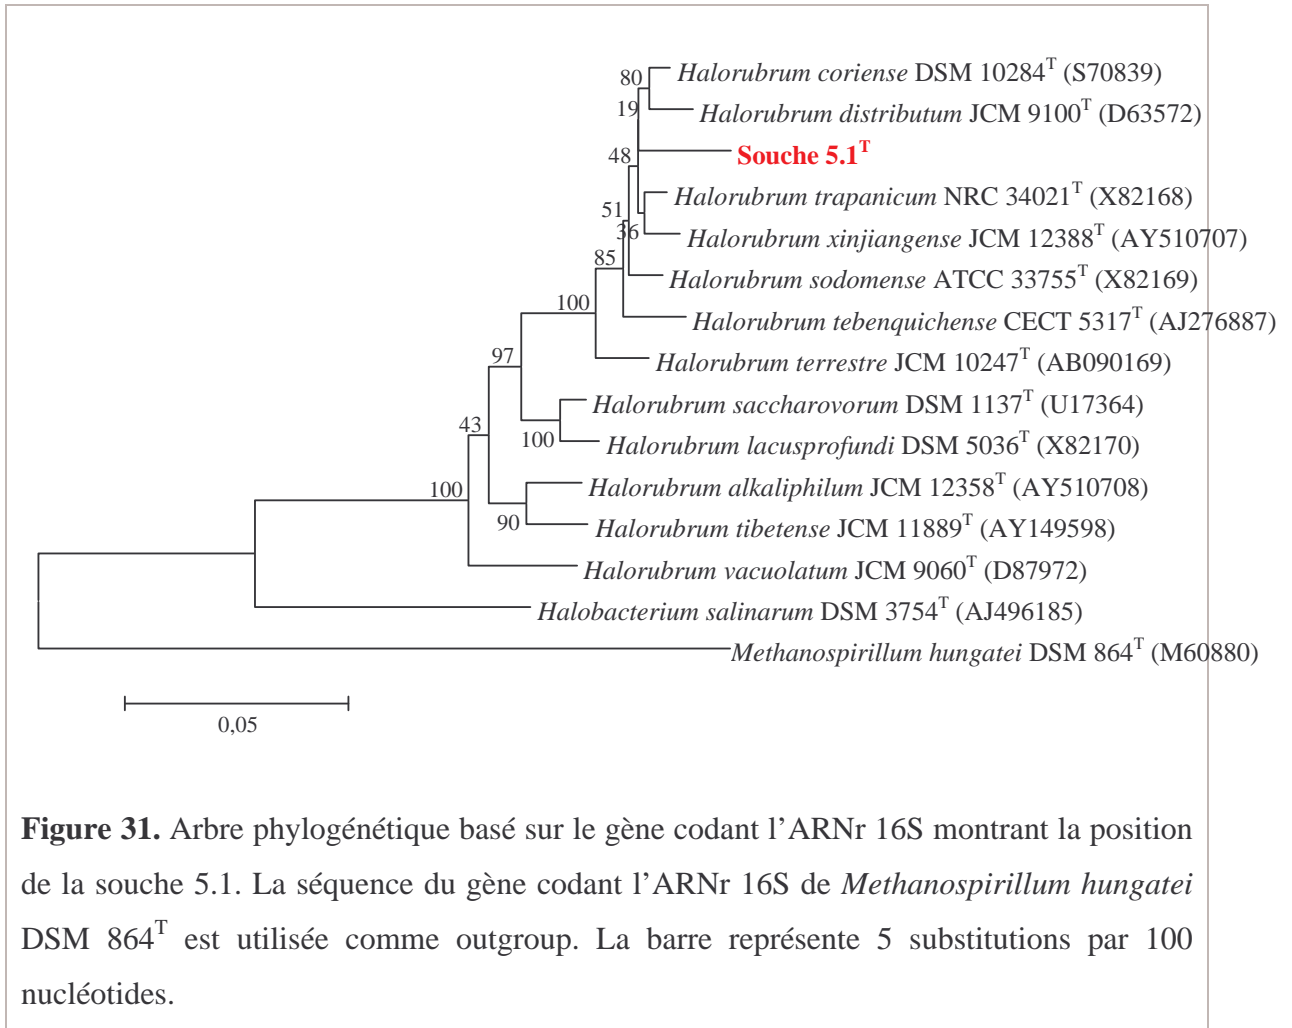 80
Halorubrum coriense DSM 10284ᵀ (S70839)
19
Halorubrum distributum JCM 9100ᵀ (D63572)
48
Souche 5.1ᵀ
Halorubrum trapanicum NRC 34021ᵀ (X82168)
51
36
Halorubrum xinjiangense JCM 12388ᵀ (AY510707)
85
Halorubrum sodomense ATCC 33755ᵀ (X82169)
100
Halorubrum tebenquichense CECT 5317ᵀ (AJ276887)
97
Halorubrum terrestre JCM 10247ᵀ (AB090169)
Halorubrum saccharovorum DSM 1137ᵀ (U17364)
43
100
Halorubrum lacusprofundi DSM 5036ᵀ (X82170)
100
Halorubrum alkaliphilum JCM 12358ᵀ (AY510708)
90
Halorubrum tibetense JCM 11889ᵀ (AY149598)
Halorubrum vacuolatum JCM 9060ᵀ (D87972)
Halobacterium salinarum DSM 3754ᵀ (AJ496185)
Methanospirillum hungatei DSM 864ᵀ (M60880)
0,05
Figure 31. Arbre phylogénétique basé sur le gène codant l’ARNr 16S montrant la position
de la souche 5.1. La séquence du gène codant l’ARNr 16S de Methanospirillum hungatei
DSM 864ᵀ est utilisée comme outgroup. La barre représente 5 substitutions par 100
nucléotides.